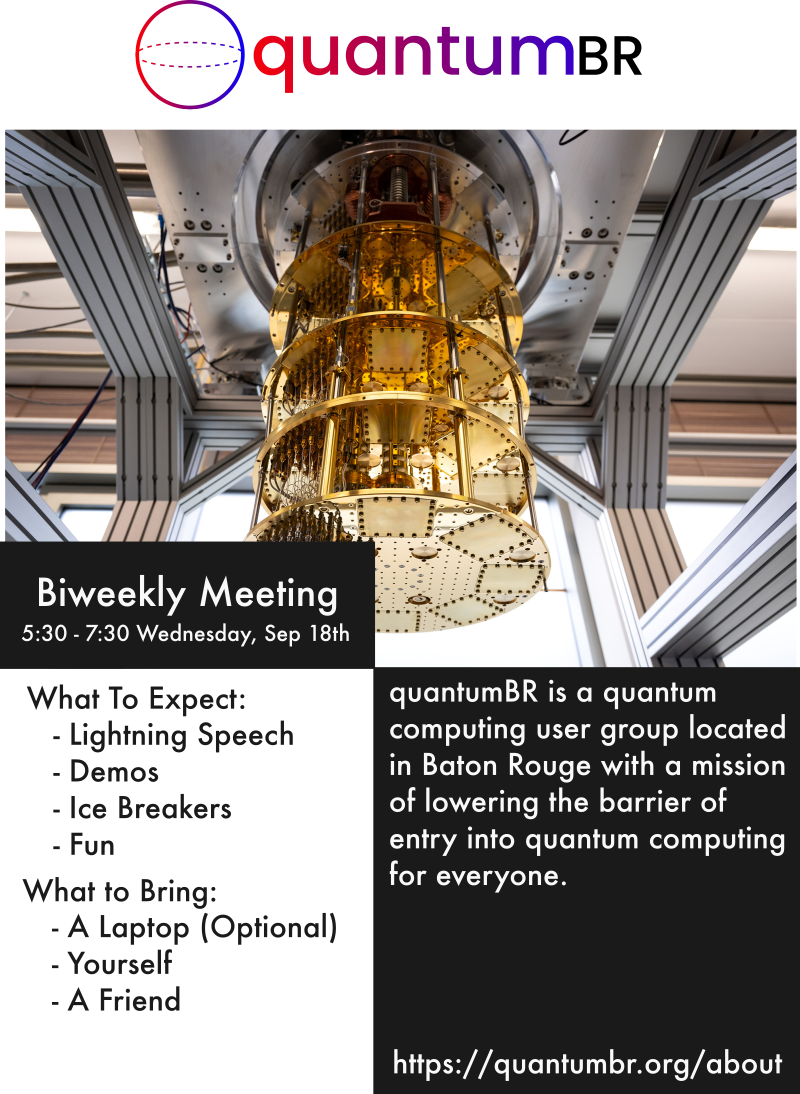 quantumBR
Biweekly Meeting
5:30 - 7:30 Wednesday, Sep 18th
What To Expect:
- Lightning Speech
- Demos
- Ice Breakers
- Fun
What to Bring:
- A Laptop (Optional)
- Yourself
- A Friend
quantumBR is a quantum
computing user group located
in Baton Rouge with a mission
of lowering the barrier of
entry into quantum computing
for everyone.
https://quantumbr.org/about